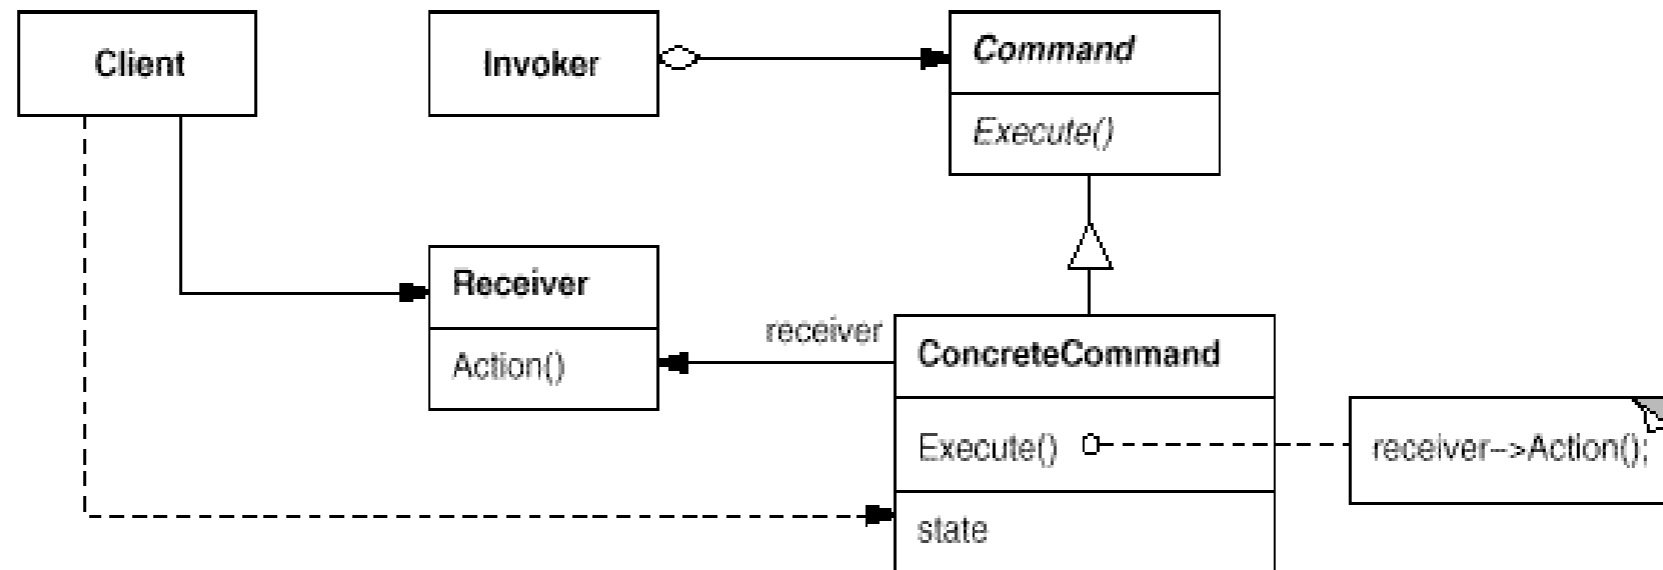 Client
Invoker
Command
Execute()
Receiver
Action()
receiver
ConcreteCommand
Execute()
receiver-->Action();
state